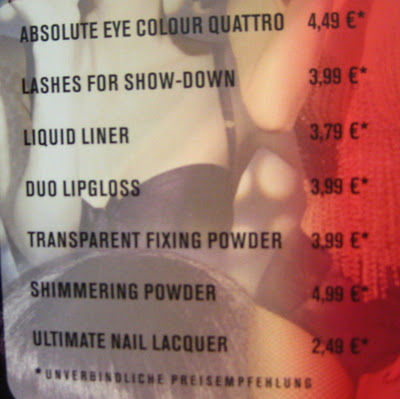 ABSOLUTE EYE COLOUR QUATTRO 4,49 €*
LASHES FOR SHOW-DOWN 3,99 €*
LIQUID LINER 3,79 €*
DUO LIPGLOSS 3,99 €*
TRANSPARENT FIXING POWDER 3,99 €*
SHIMMERING POWDER 4,99 €*
ULTIMATE NAIL LACQUER 2,49 €*
*UNVERBINDLICHE PREISEMPFEHLUNG